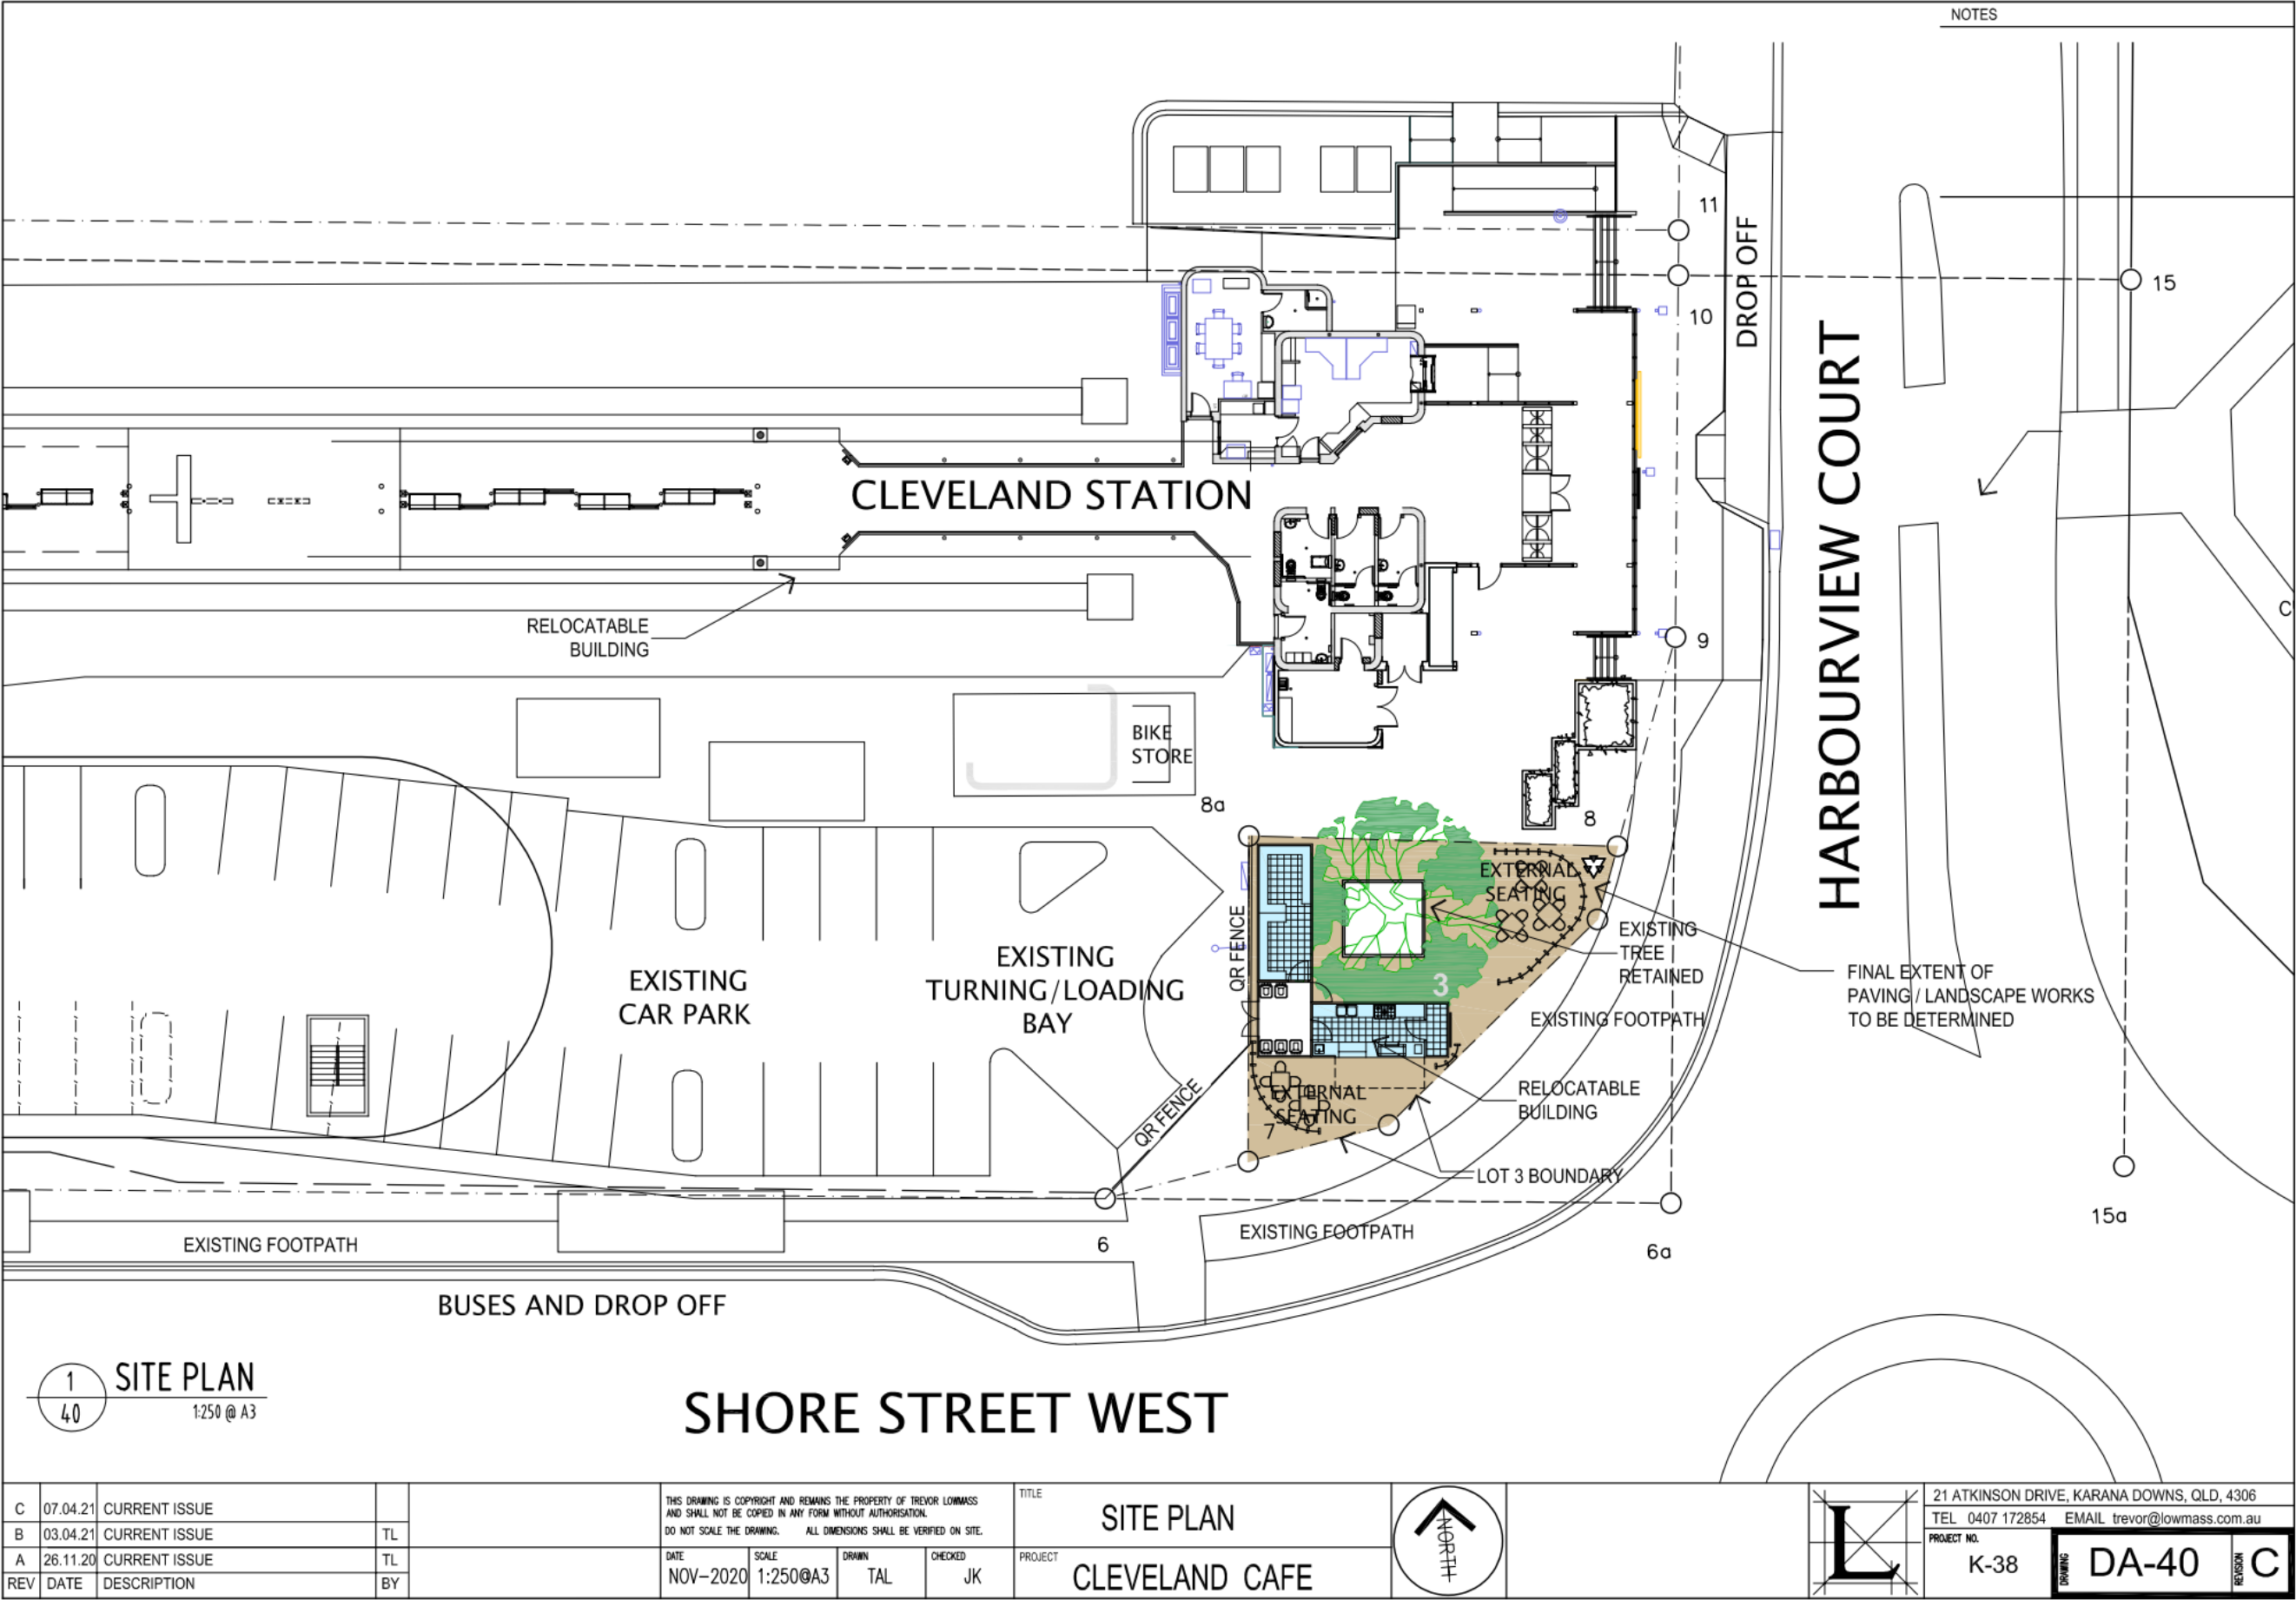 NOTES
11
DROP OFF
15
10
HARBOURVIEW COURT
CLEVELAND STATION
C
RELOCATABLE
BUILDING
9
BIKE
STORE
8a
8
EXTERNAL
SEATING
QR FENCE
EXISTING
TREE
RETAINED
EXISTING
CAR PARK
EXISTING
TURNING/LOADING
BAY
3
FINAL EXTENT OF
PAVING / LANDSCAPE WORKS
TO BE DETERMINED
EXISTING FOOTPATH
QR FENCE
EXTERNAL
SEATING
7
RELOCATABLE
BUILDING
LOT 3 BOUNDARY
15a
EXISTING FOOTPATH
6
EXISTING FOOTPATH
6a
BUSES AND DROP OFF
1
40
SITE PLAN
1:250 @ A3
SHORE STREET WEST
C 07.04.21 CURRENT ISSUE
B 03.04.21 CURRENT ISSUE TL
A 26.11.20 CURRENT ISSUE TL
REV DATE DESCRIPTION BY
THIS DRAWING IS COPYRIGHT AND REMAINS THE PROPERTY OF TREVOR LOWMASS
AND SHALL NOT BE COPIED IN ANY FORM WITHOUT AUTHORISATION.
DO NOT SCALE THE DRAWING. ALL DIMENSIONS SHALL BE VERIFIED ON SITE.
DATE SCALE DRAWN CHECKED
NOV-2020 1:250@A3 TAL JK
TITLE
SITE PLAN
PROJECT
CLEVELAND CAFE
NORTH
L
21 ATKINSON DRIVE, KARANA DOWNS, QLD, 4306
TEL 0407 172854 EMAIL trevor@lowmass.com.au
PROJECT NO.
K-38
DRAWING
DA-40
REVISION
C